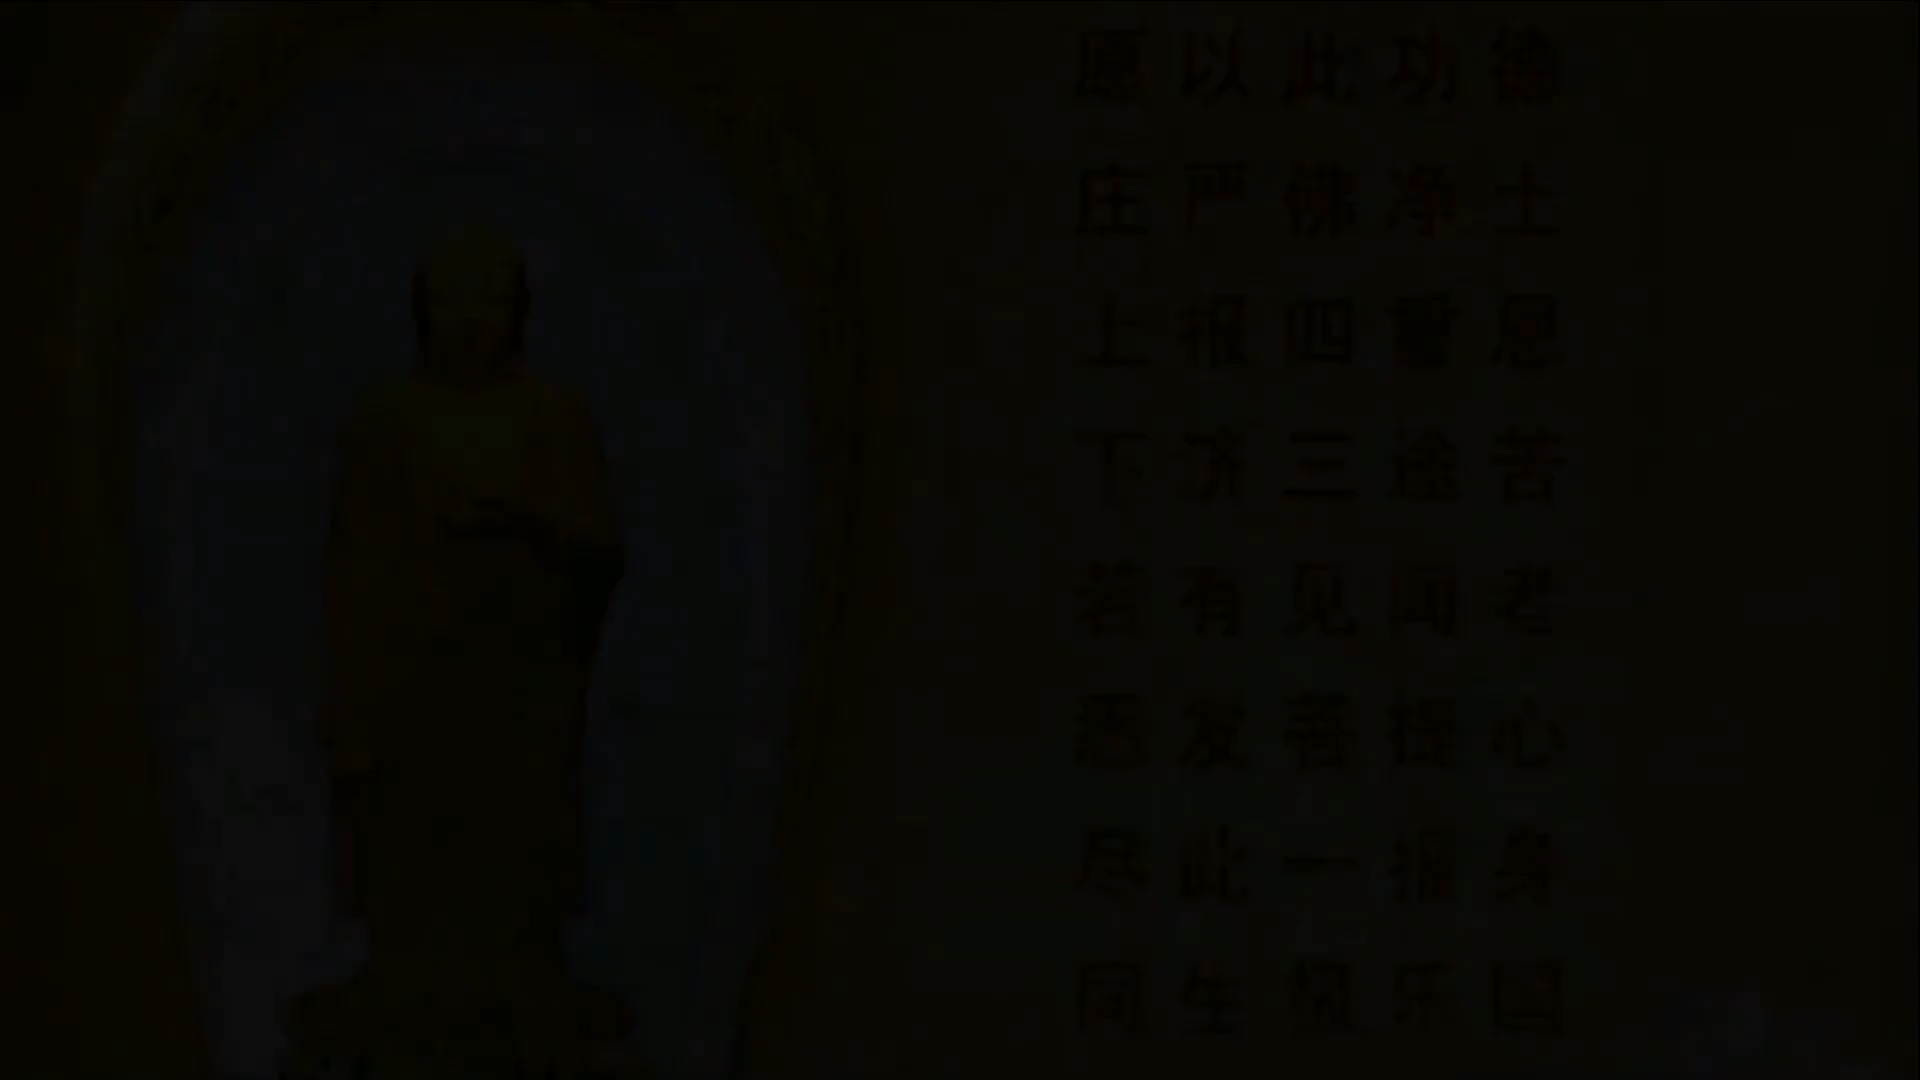 愿以此功德
庄严佛净土
上报四重恩
下济三途苦
若有见闻者
悉发菩提心
尽此一报身
同生极乐国